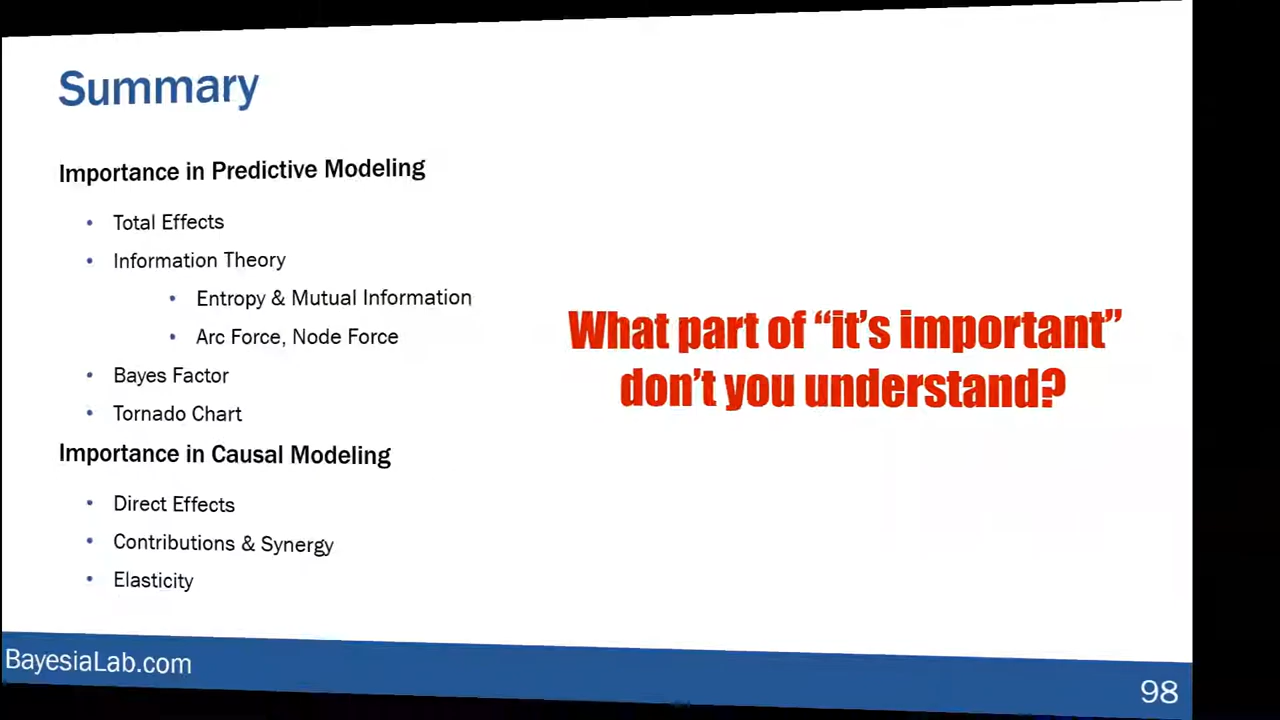 Summary
Importance in Predictive Modeling
• Total Effects
• Information Theory
• Entropy & Mutual Information
• Arc Force, Node Force
• Bayes Factor
• Tornado Chart
Importance in Causal Modeling
• Direct Effects
• Contributions & Synergy
• Elasticity
What part of “it’s important”
don’t you understand?
BayesiaLab.com
98